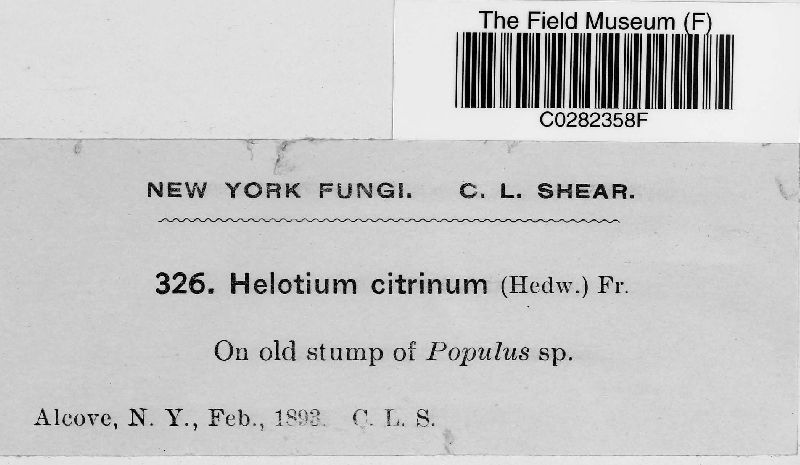 The Field Museum (F)
C0282358F
NEW YORK FUNGI. C. L. SHEAR.
326. Helotium citrinum (Hedw.) Fr.
On old stump of Populus sp.
Alcove, N. Y., Feb., 1893. C. L. S.